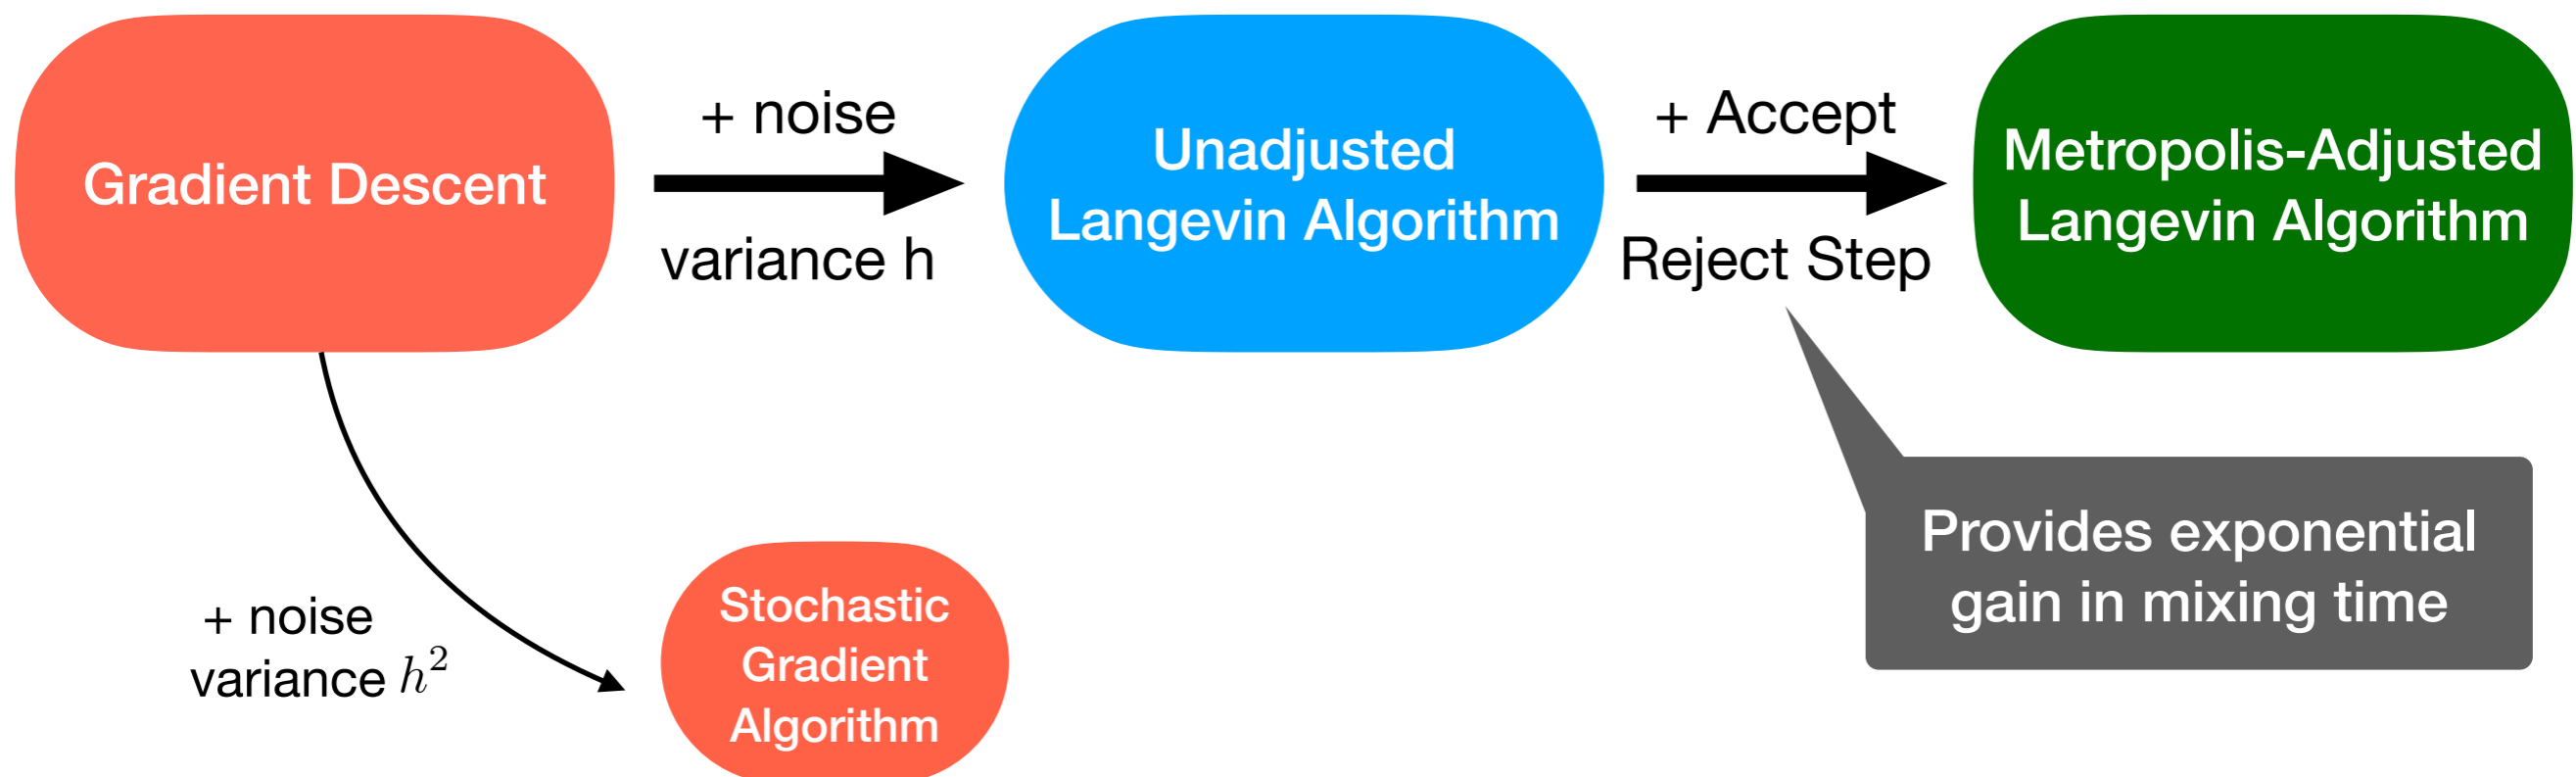 Gradient Descent
+ noise
variance h
Unadjusted
Langevin Algorithm
+ Accept
Reject Step
Metropolis-Adjusted
Langevin Algorithm
+ noise
variance h²
Stochastic
Gradient
Algorithm
Provides exponential
gain in mixing time